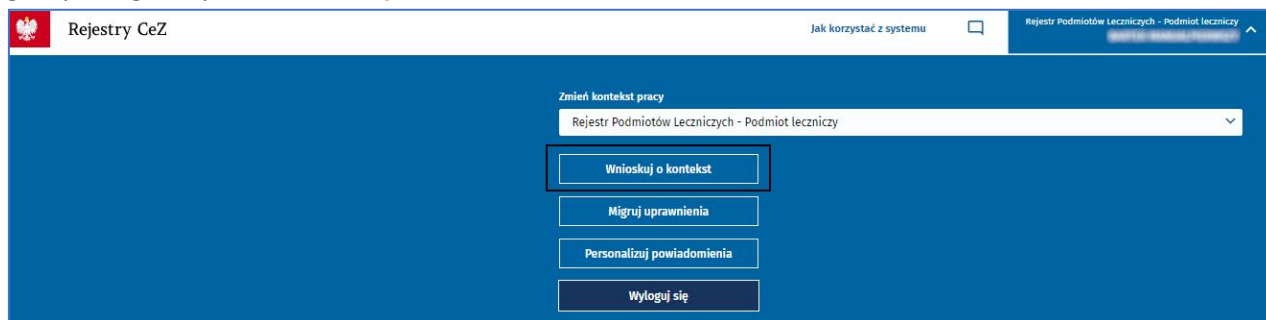 Rejestry CeZ
Jak korzystać z systemu
Rejestr Podmiotów Leczniczych - Podmiot leczniczy
Zmień kontekst pracy
Rejestr Podmiotów Leczniczych - Podmiot leczniczy
Wnioskuj o kontekst
Migruj uprawnienia
Personalizuj powiadomienia
Wyloguj się